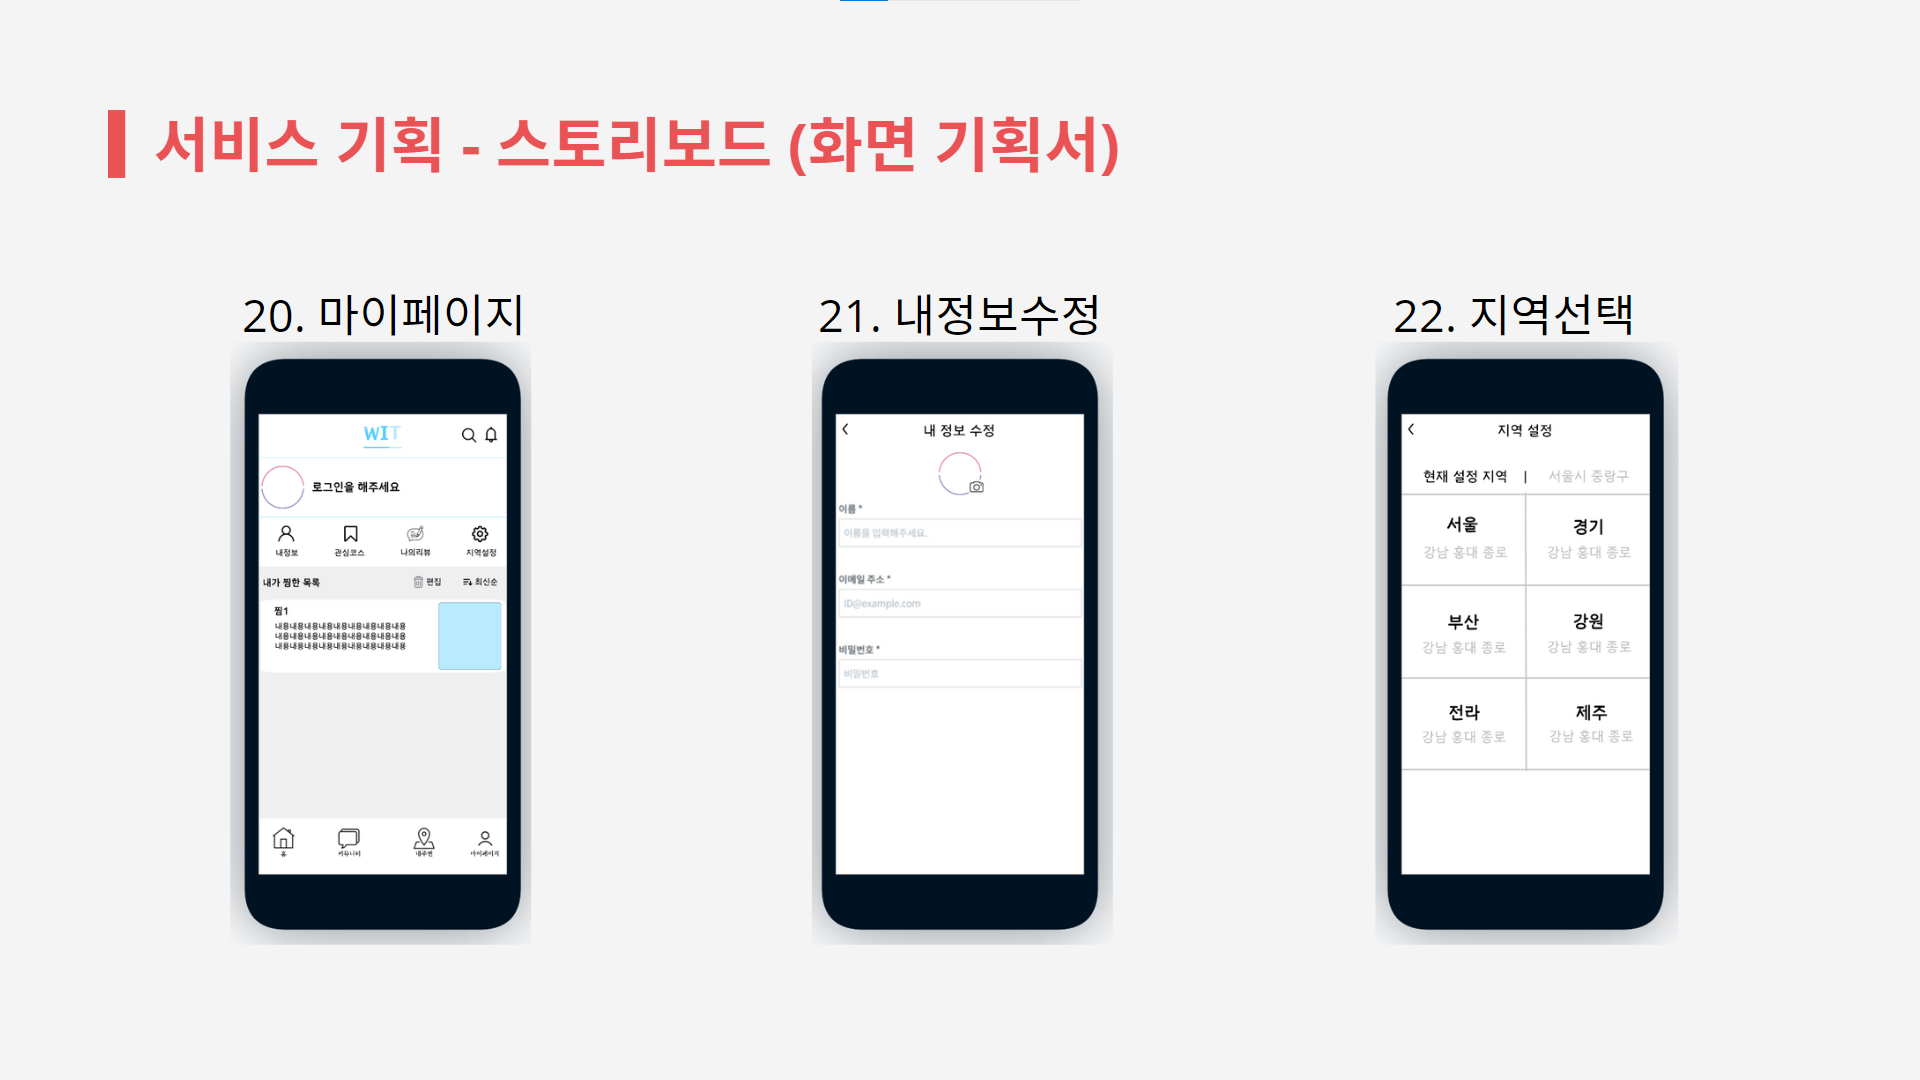 서비스 기획 - 스토리보드 (화면 기획서)
20. 마이페이지
WIT
로그인을 해주세요
내정보 관심코스 나의리뷰 지역설정
내가 찜한 목록 편집 최신순
찜1
내용내용내용내용내용내용내용내용내용
내용내용내용내용내용내용내용내용내용
내용내용내용내용내용내용내용내용내용
홈 커뮤니티 내주변 마이페이지
21. 내정보수정
내 정보 수정
이름 *
이름을 입력해주세요.
이메일 주소 *
ID@example.com
비밀번호 *
비밀번호
22. 지역선택
지역 설정
현재 설정 지역 | 서울시 중랑구
서울 경기
강남 홍대 종로 강남 홍대 종로
부산 강원
강남 홍대 종로 강남 홍대 종로
전라 제주
강남 홍대 종로 강남 홍대 종로